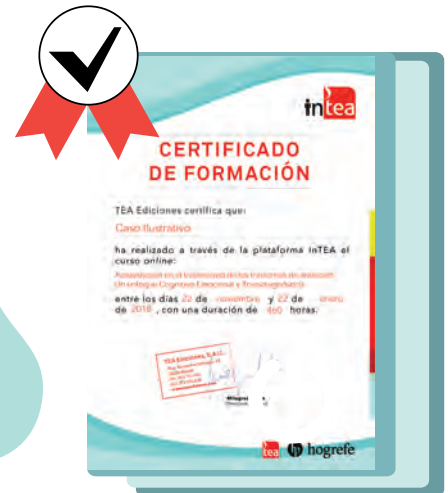 intea
CERTIFICADO
DE FORMACIÓN
TEA Ediciones certifica que:
Caso Ilustrativo
ha realizado a través de la plataforma InTEA el
curso online:
entre los días 22 de noviembre y 22 de enero
de 2018 , con una duración de horas.
TEA Ediciones, S.A.U.
tea hogrefe